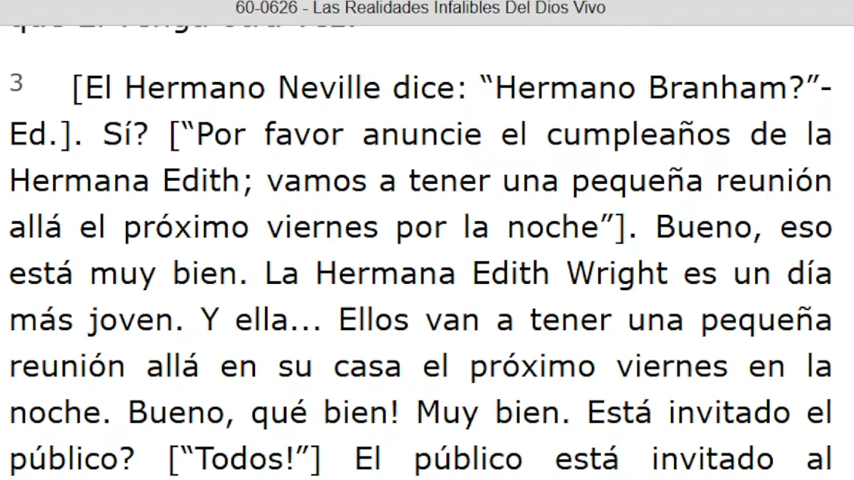 60-0626 - Las Realidades Infalibles Del Dios Vivo
3 [El Hermano Neville dice: “Hermano Branham?”-
Ed.]. Sí? [“Por favor anuncie el cumpleaños de la
Hermana Edith; vamos a tener una pequeña reunión
allá el próximo viernes por la noche”]. Bueno, eso
está muy bien. La Hermana Edith Wright es un día
más joven. Y ella... Ellos van a tener una pequeña
reunión allá en su casa el próximo viernes en la
noche. Bueno, qué bien! Muy bien. Está invitado el
público? [“Todos!”] El público está invitado al